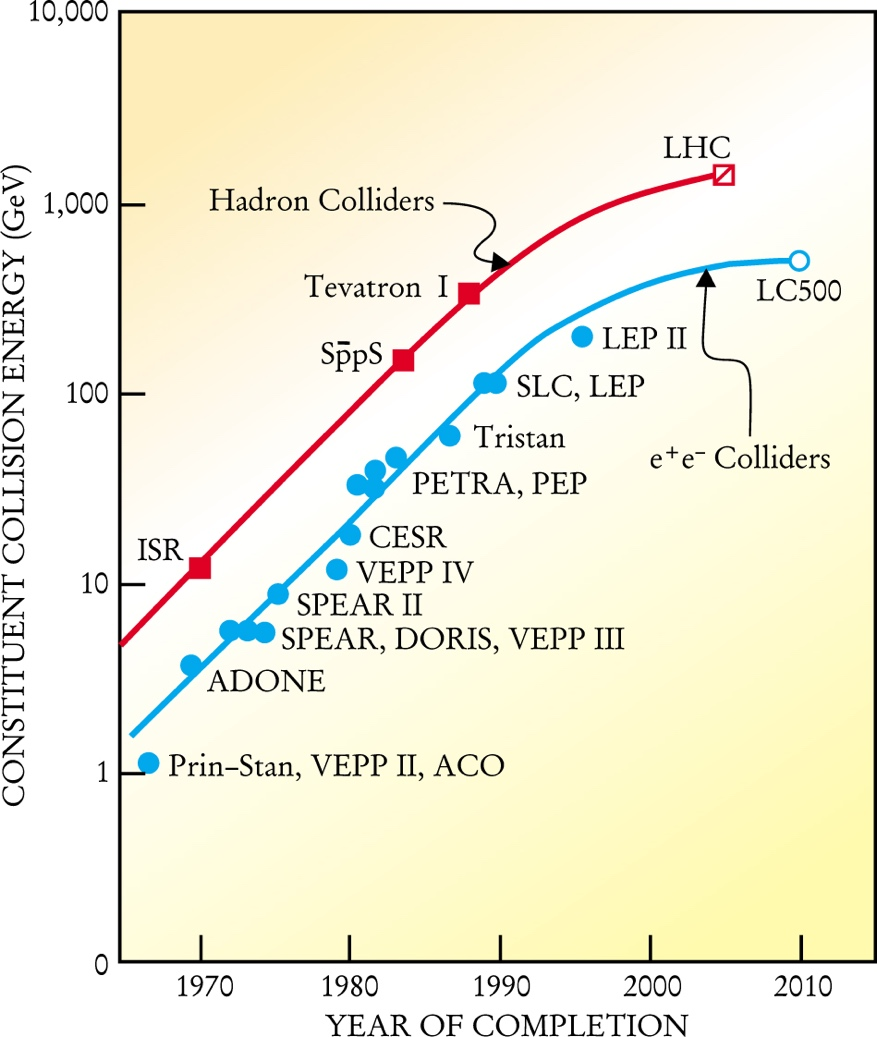 10,000
1,000
100
10
1
0
CONSTITUENT COLLISION ENERGY (GeV)
LHC
Hadron Colliders
Tevatron I
LC500
Sp̄pS
LEP II
SLC, LEP
Tristan
e⁺e⁻ Colliders
PETRA, PEP
ISR
CESR
VEPP IV
SPEAR II
SPEAR, DORIS, VEPP III
ADONE
Prin–Stan, VEPP II, ACO
1970 1980 1990 2000 2010
YEAR OF COMPLETION